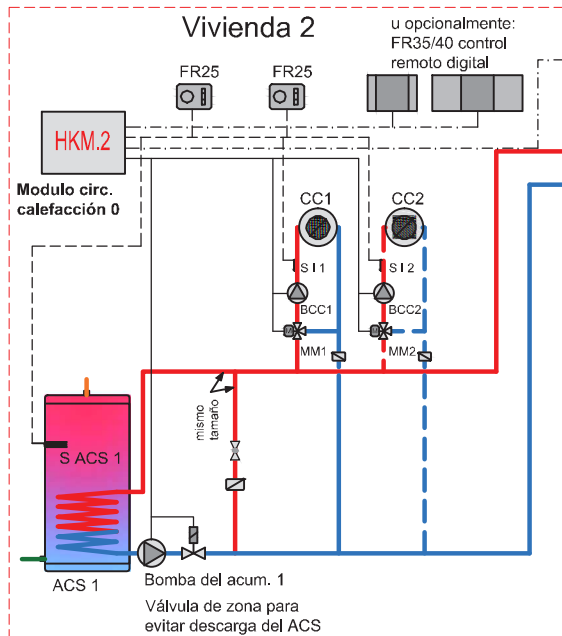 Vivienda 2
u opcionalmente:
FR35/40 control
remoto digital
FR25
FR25
HKM.2
Modulo circ.
calefacción 0
CC1
CC2
S I 1
S I 2
BCC1
BCC2
M
M
MM1
MM2
mismo
tamaño
S ACS 1
ACS 1
Bomba del acum. 1
Válvula de zona para
evitar descarga del ACS